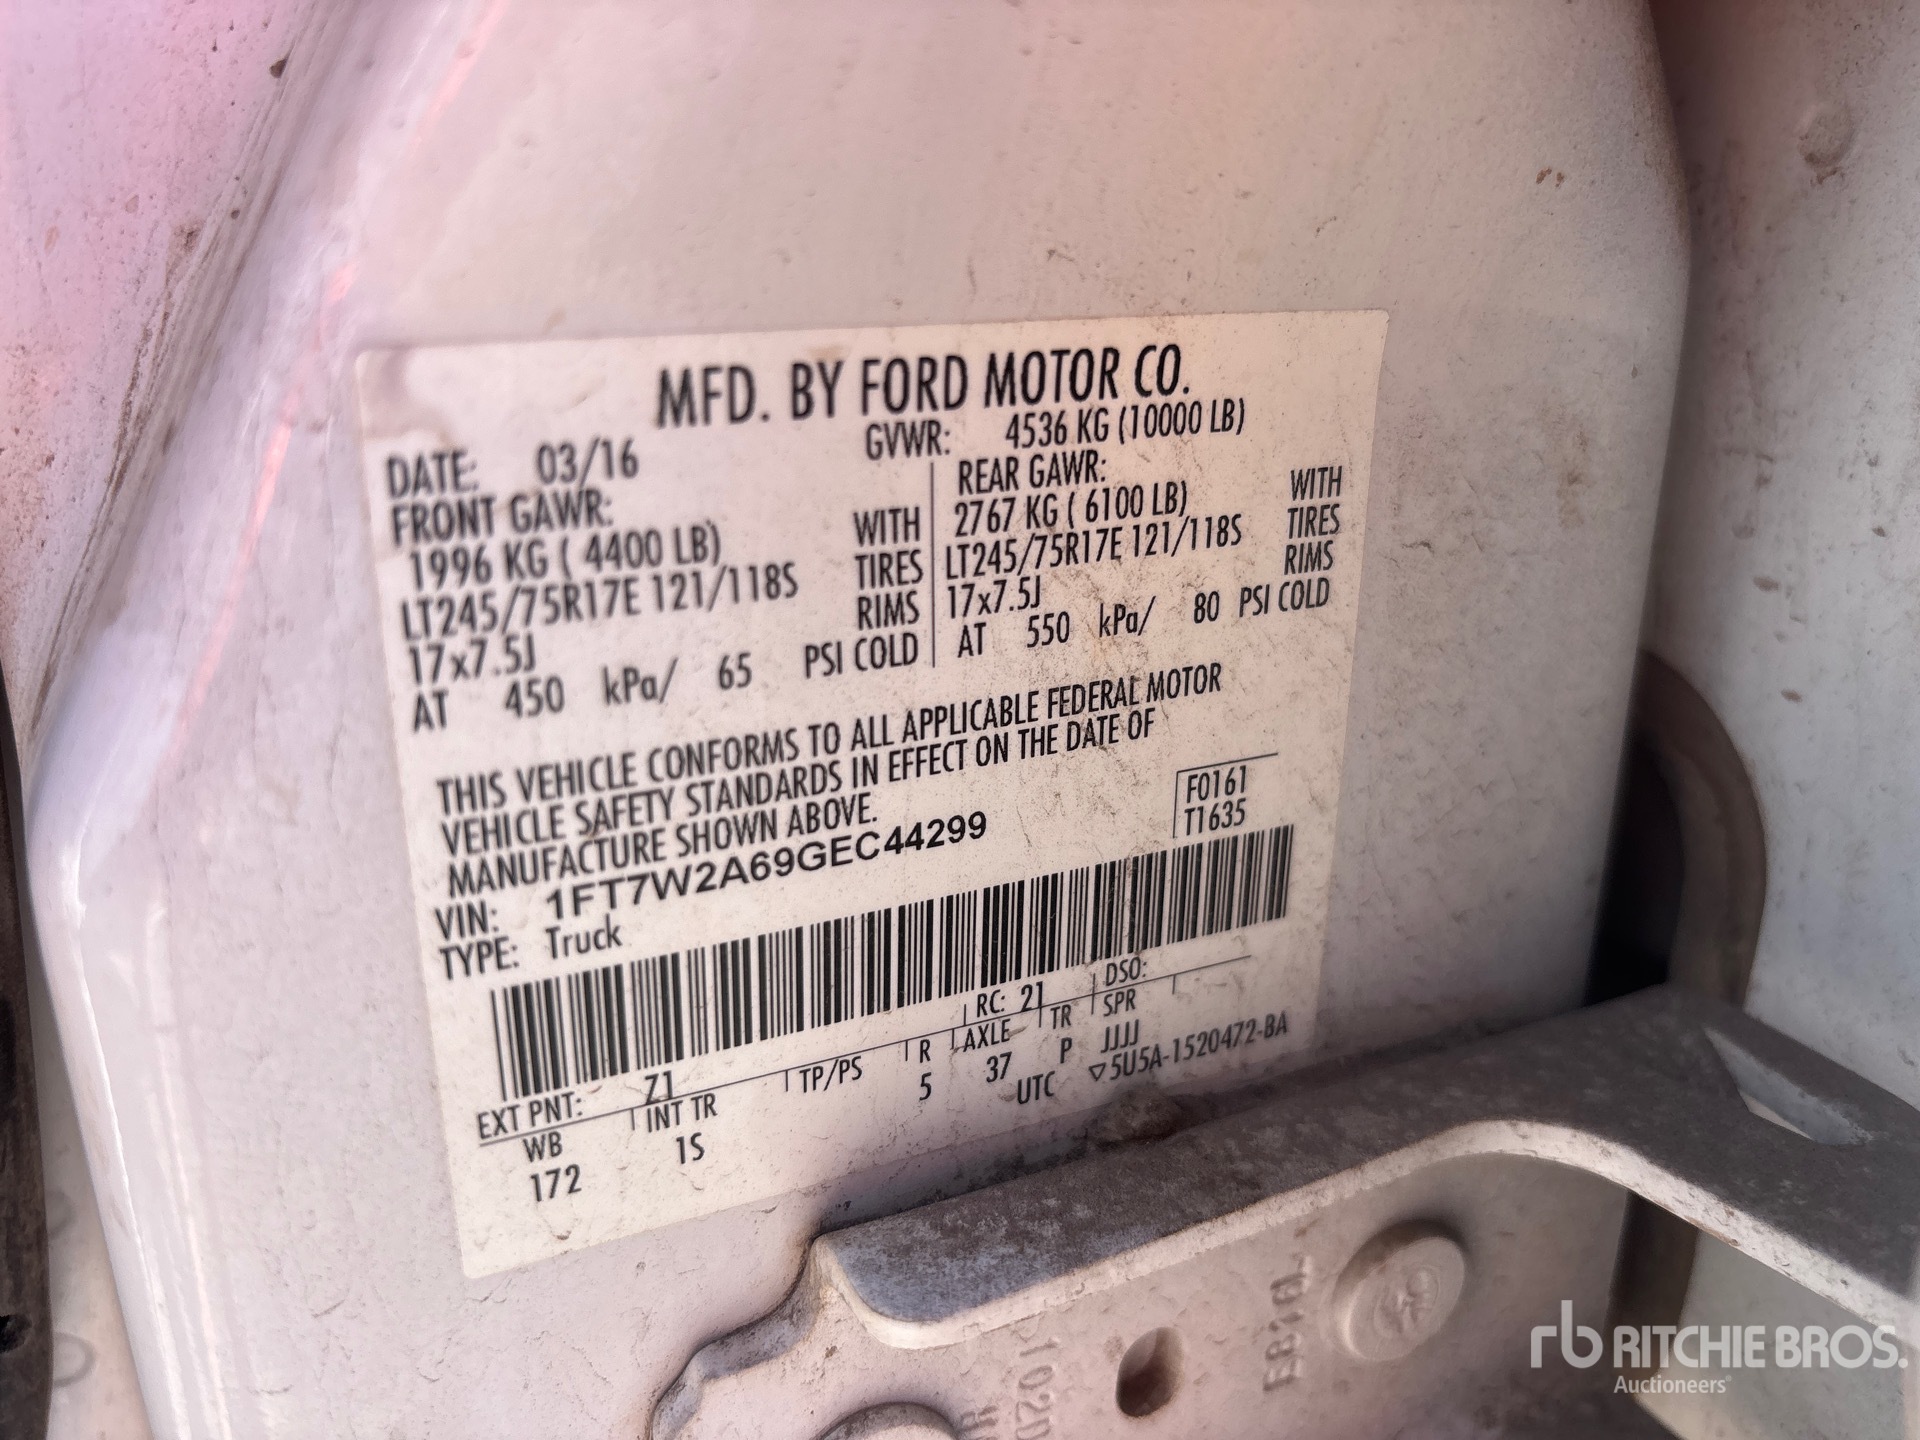 MFD. BY FORD MOTOR CO.
DATE: 03/16 GVWR: 4536 KG (10000 LB)
FRONT GAWR: REAR GAWR:
1996 KG ( 4400 LB) WITH 2767 KG ( 6100 LB) WITH
LT245/75R17E 121/118S TIRES LT245/75R17E 121/118S TIRES
17x7.5J RIMS 17x7.5J RIMS
AT 450 kPa/ 65 PSI COLD AT 550 kPa/ 80 PSI COLD
THIS VEHICLE CONFORMS TO ALL APPLICABLE FEDERAL MOTOR
VEHICLE SAFETY STANDARDS IN EFFECT ON THE DATE OF
MANUFACTURE SHOWN ABOVE.
VIN: 1FT7W2A69GEC44299 F0161
TYPE: Truck T1635
EXT PNT: Z1 RC: 21 DSO:
WB INT TR TP/PS R AXLE TR SPR
172 1S 5 37 P JJJJ
UTC ▽5U5A-1520472-BA
rb RITCHIE BROS.
Auctioneers